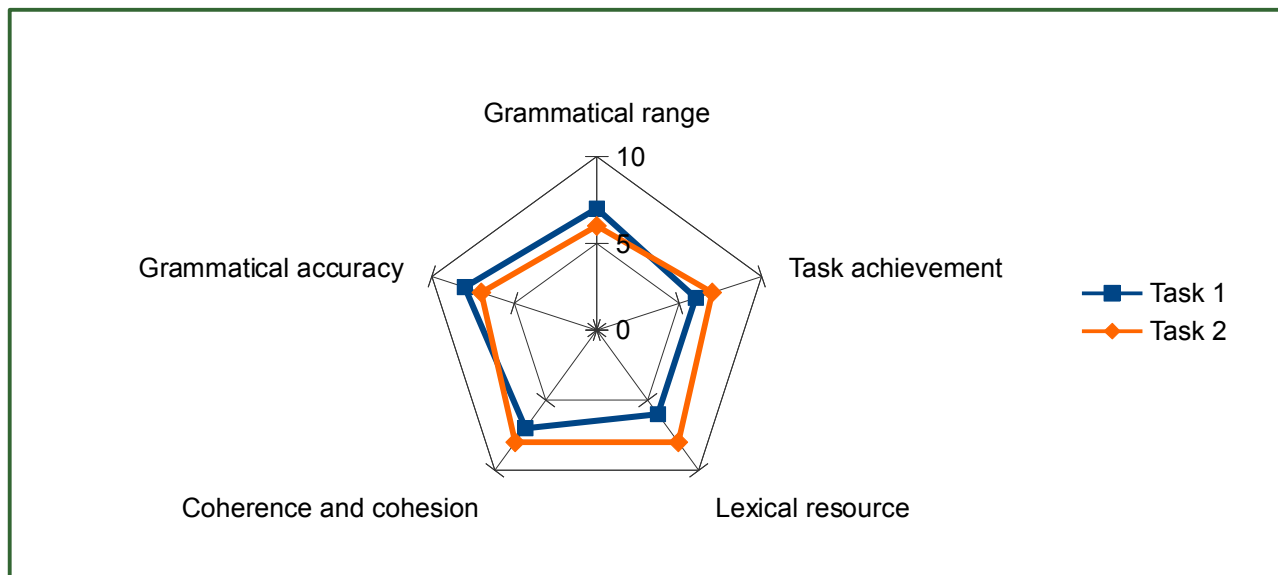 Grammatical range
10
Grammatical accuracy
5
Task achievement
Task 1
0
Task 2
Coherence and cohesion
Lexical resource